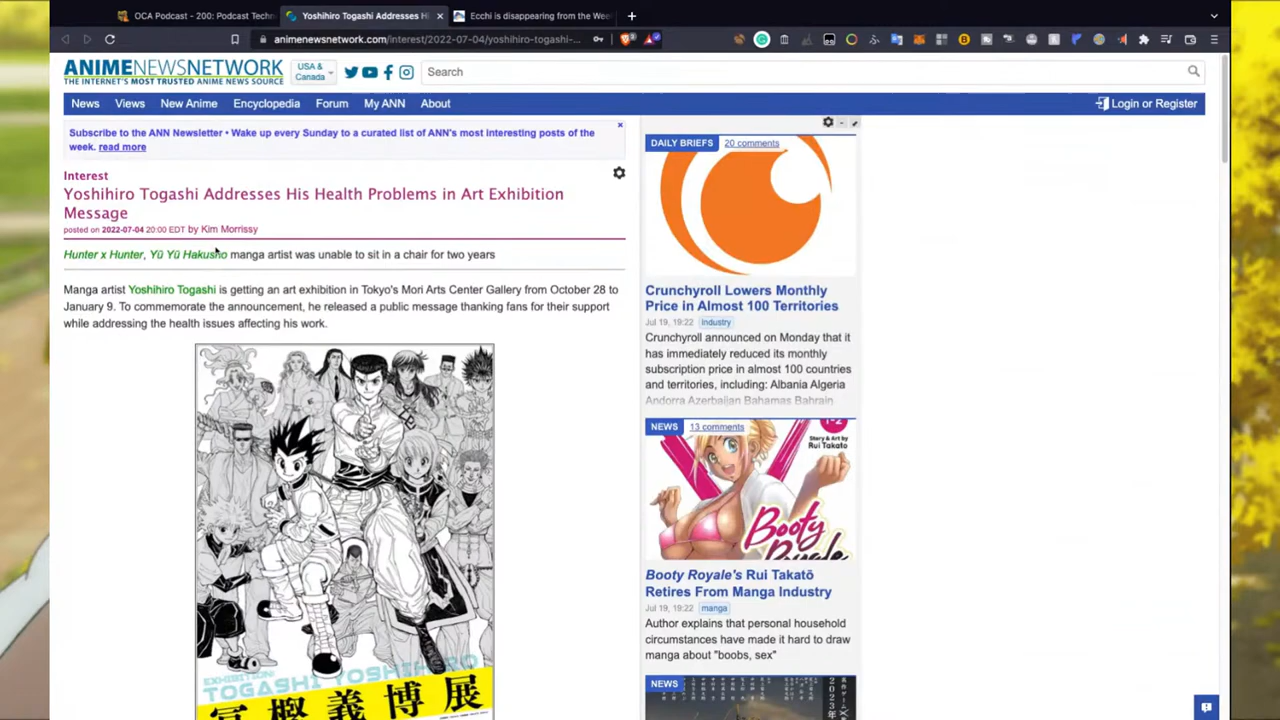 OCA Podcast - 200: Podcast Techn
Yoshihiro Togashi Addresses Hi
Ecchi is disappearing from the Wee
animenewsnetwork.com/interest/2022-07-04/yoshihiro-togashi-...
ANIMENEWSNETWORK
THE INTERNET'S MOST TRUSTED ANIME NEWS SOURCE
USA &
Canada
Search
News Views New Anime Encyclopedia Forum My ANN About
Login or Register
Subscribe to the ANN Newsletter • Wake up every Sunday to a curated list of ANN's most interesting posts of the
week. read more
Interest
Yoshihiro Togashi Addresses His Health Problems in Art Exhibition
Message
posted on 2022-07-04 20:00 EDT by Kim Morrissy
Hunter x Hunter, Yū Yū Hakusho manga artist was unable to sit in a chair for two years
Manga artist Yoshihiro Togashi is getting an art exhibition in Tokyo's Mori Arts Center Gallery from October 28 to
January 9. To commemorate the announcement, he released a public message thanking fans for their support
while addressing the health issues affecting his work.
EXHIBITION:
TOGASHI YOSHIHIRO
冨樫義博展
DAILY BRIEFS 20 comments
Crunchyroll Lowers Monthly
Price in Almost 100 Territories
Jul 19, 19:22 industry
Crunchyroll announced on Monday that it
has immediately reduced its monthly
subscription price in almost 100 countries
and territories, including: Albania Algeria
Andorra Azerbaijan Bahamas Bahrain
NEWS 13 comments
1-2
Story & Art by
Rui Takato
Booty
Royale
Booty Royale's Rui Takatō
Retires From Manga Industry
Jul 19, 19:22 manga
Author explains that personal household
circumstances have made it hard to draw
manga about "boobs, sex"
NEWS